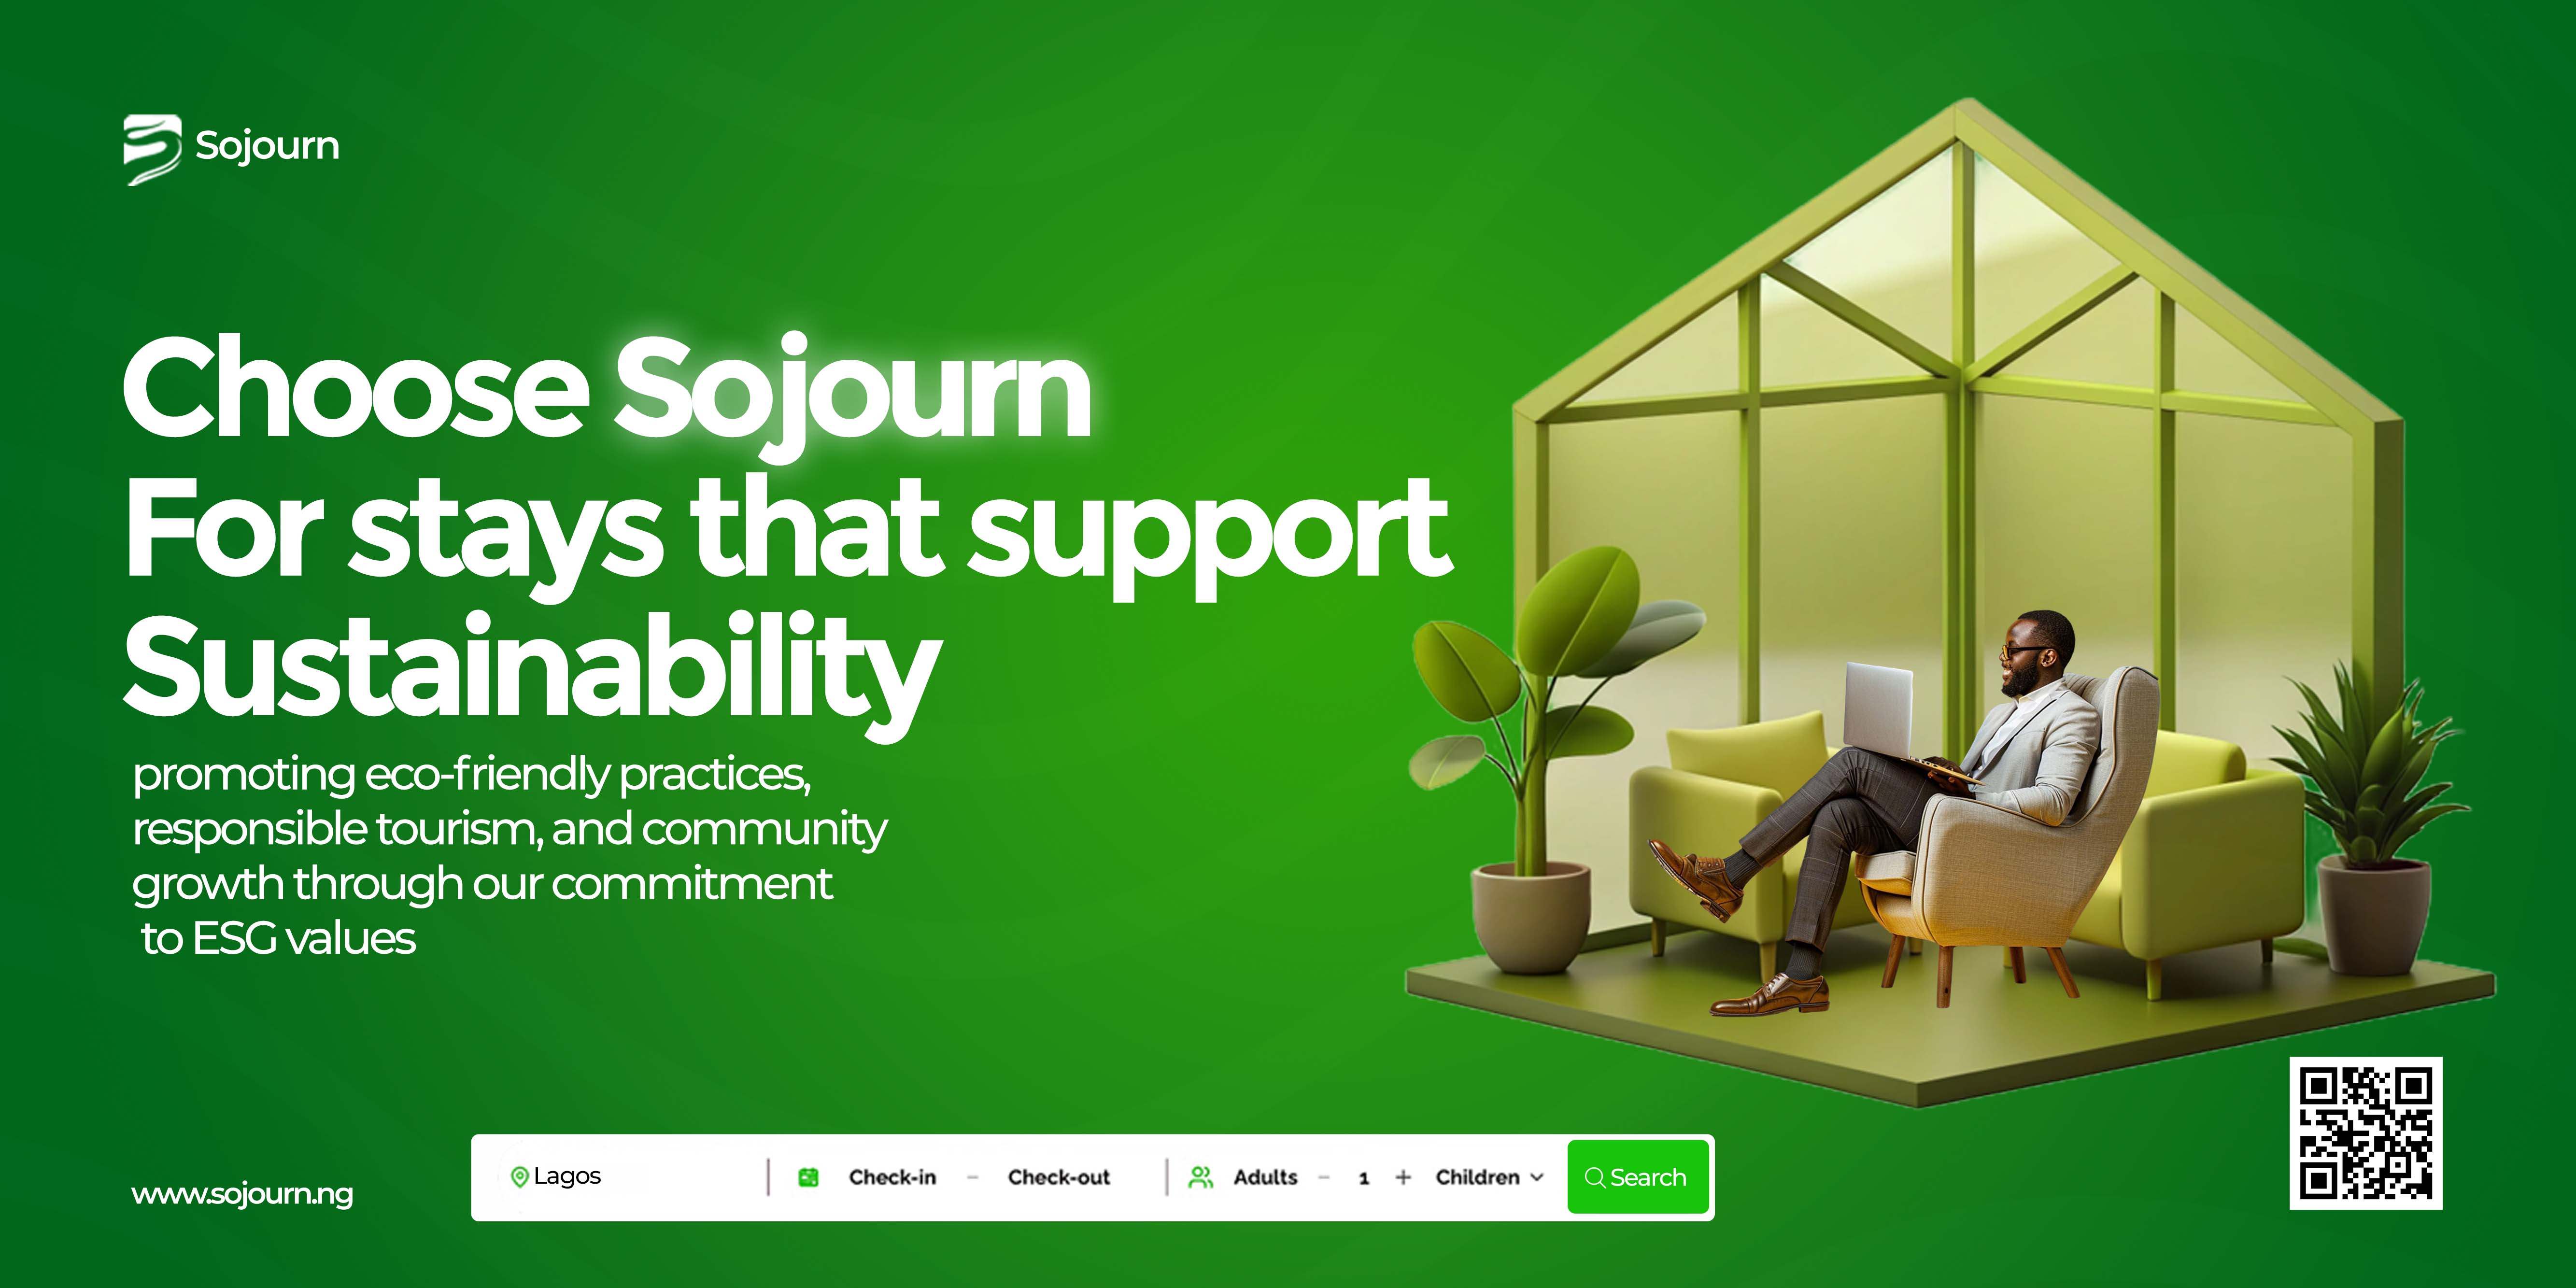 Sojourn
Choose Sojourn
For stays that support
Sustainability
promoting eco-friendly practices,
responsible tourism, and community
growth through our commitment
to ESG values
www.sojourn.ng
Lagos | Check-in – Check-out | Adults – 1 + Children Search